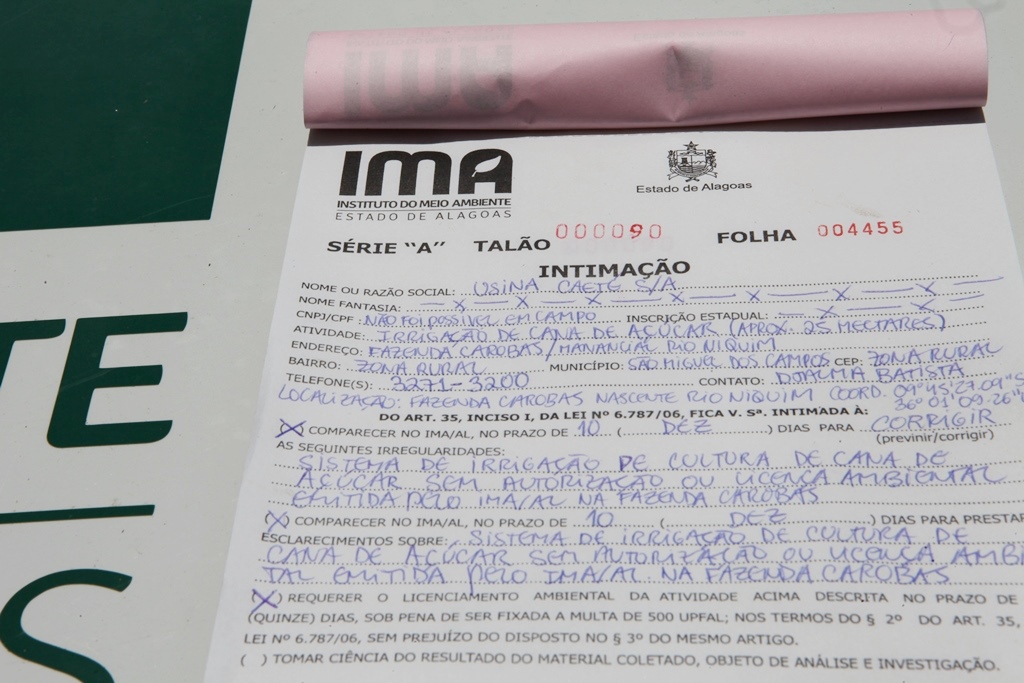 TE
S
IMA
INSTITUTO DO MEIO AMBIENTE
ESTADO DE ALAGOAS
Estado de Alagoas
SÉRIE "A" TALÃO 000090 FOLHA 004455
INTIMAÇÃO
NOME OU RAZÃO SOCIAL: USINA CAETE S/A
NOME FANTASIA: — X — X — X — X — X — X —
CNPJ/CPF: NÃO FOI POSSÍVEL EM CAMPO INSCRIÇÃO ESTADUAL: — X —
ATIVIDADE: IRRIGAÇÃO DE CANA DE AÇÚCAR (APROX. 25 HECTARES)
ENDEREÇO: FAZENDA CAROBAS/MANANCIAL RIO NIQUIM
BAIRRO: ZONA RURAL MUNICÍPIO: SÃO MIGUEL DOS CAMPOS CEP: ZONA RURAL
TELEFONE(S): 3271-3200 CONTATO: DJALMA BATISTA
LOCALIZAÇÃO: FAZENDA CAROBAS NASCENTE RIO NIQUIM COORD. 09°45'27.09"S
36°01'09.26"
DO ART. 35, INCISO I, DA LEI Nº 6.787/06, FICA V. Sª. INTIMADA À:
(X) COMPARECER NO IMA/AL, NO PRAZO DE 10 (DEZ) DIAS PARA CORRIGIR
(previnir/corrigir)
AS SEGUINTES IRREGULARIDADES:
SISTEMA DE IRRIGAÇÃO DE CULTURA DE CANA DE
AÇÚCAR SEM AUTORIZAÇÃO OU LICENÇA AMBIENTAL
EMITIDA PELO IMA/AL NA FAZENDA CAROBAS
(X) COMPARECER NO IMA/AL, NO PRAZO DE 10 (DEZ) DIAS PARA PRESTAR
ESCLARECIMENTOS SOBRE: SISTEMA DE IRRIGAÇÃO DE CULTURA DE
CANA DE AÇÚCAR SEM AUTORIZAÇÃO OU LICENÇA AMBI
TAL EMITIDA PELO IMA/AL NA FAZENDA CAROBAS
(X) REQUERER O LICENCIAMENTO AMBIENTAL DA ATIVIDADE ACIMA DESCRITA NO PRAZO DE
(QUINZE) DIAS, SOB PENA DE SER FIXADA A MULTA DE 500 UPFAL; NOS TERMOS DO § 2º DO ART. 35,
LEI Nº 6.787/06, SEM PREJUÍZO DO DISPOSTO NO § 3º DO MESMO ARTIGO.
( ) TOMAR CIÊNCIA DO RESULTADO DO MATERIAL COLETADO, OBJETO DE ANÁLISE E INVESTIGAÇÃO.